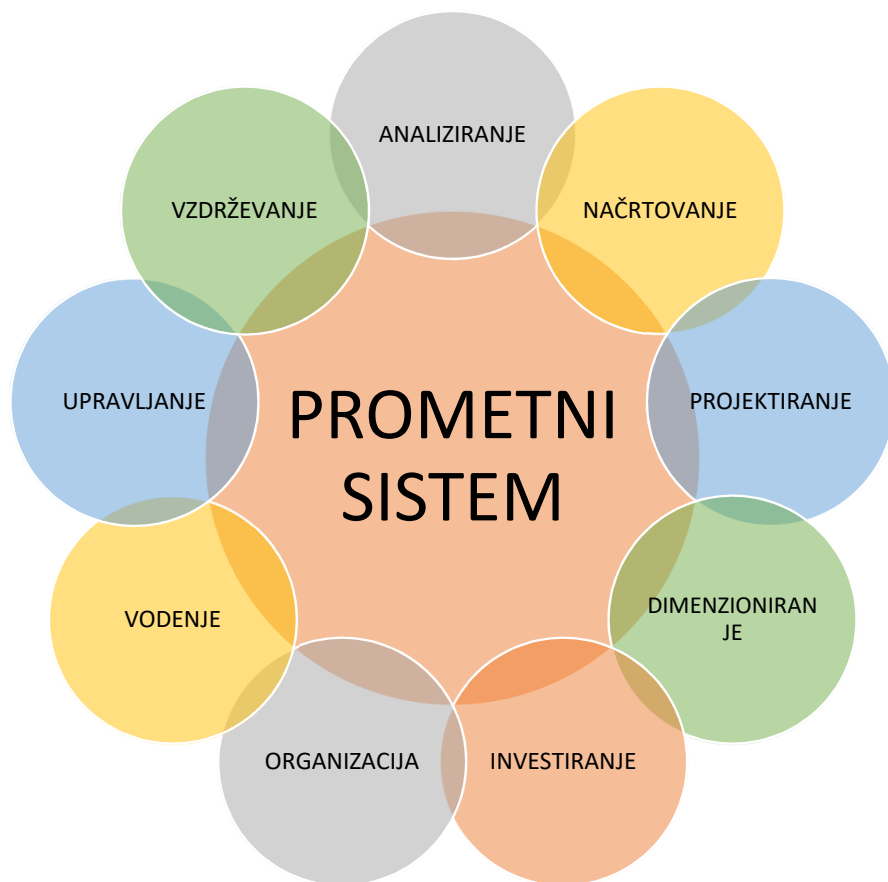 ANALIZIRANJE
NAČRTOVANJE
PROJEKTIRANJE
DIMENZIONIRAN
JE
INVESTIRANJE
ORGANIZACIJA
VODENJE
UPRAVLJANJE
VZDRŽEVANJE
PROMETNI
SISTEM